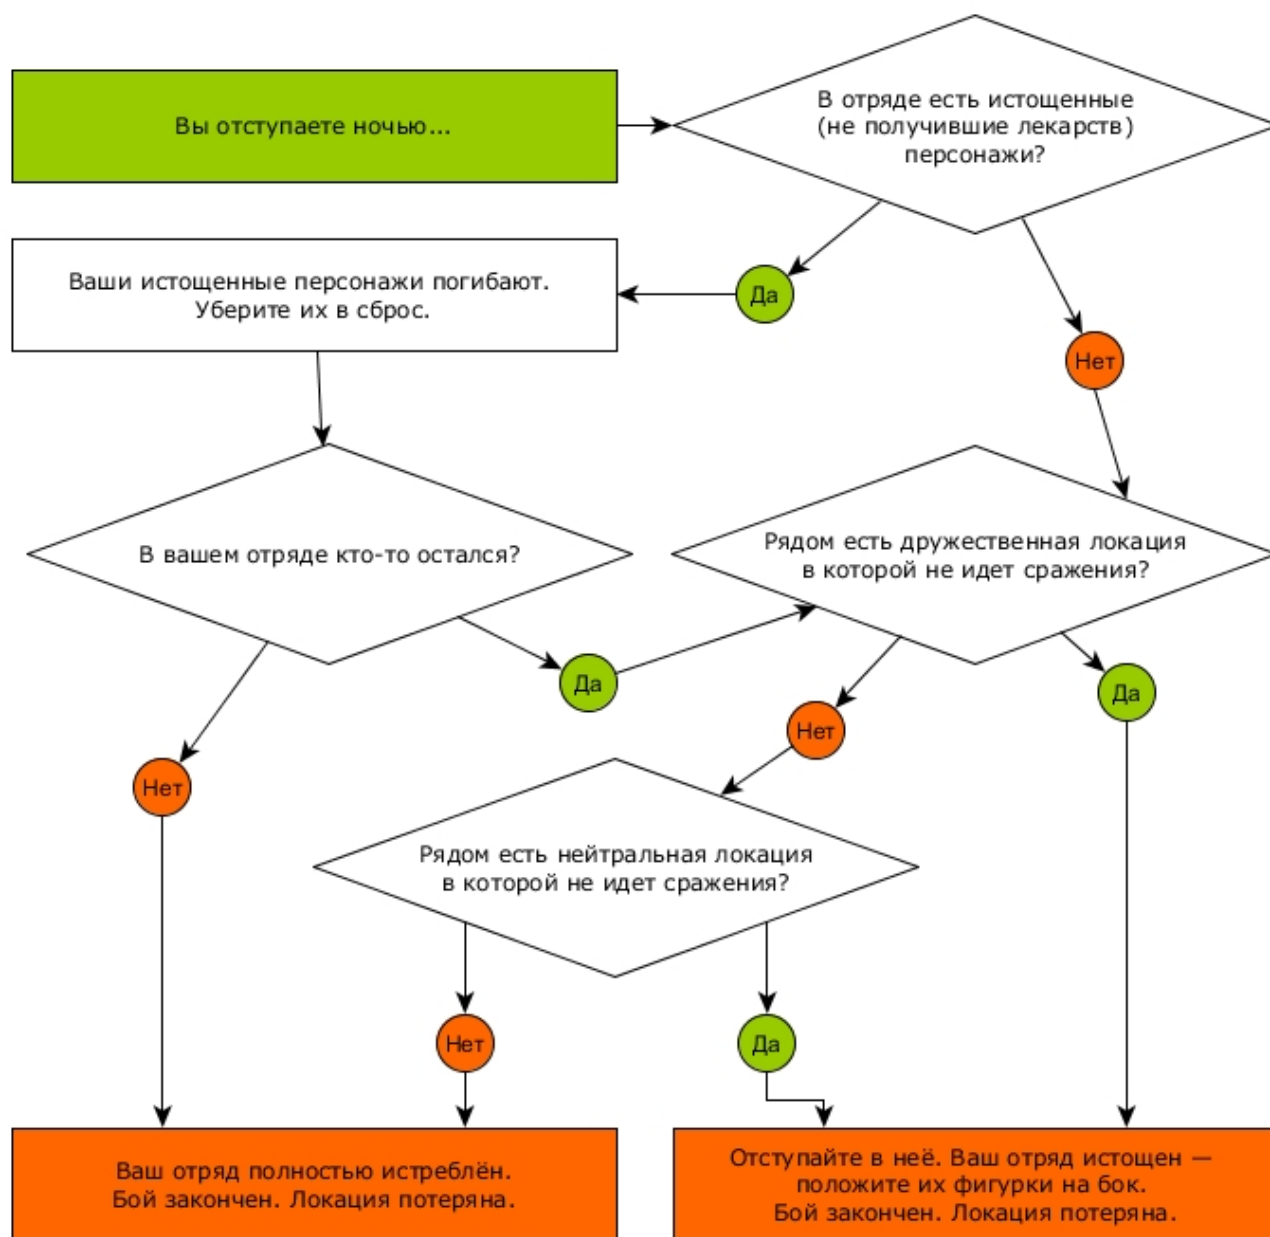 Вы отступаете ночью...
В отряде есть истощенные
(не получившие лекарств)
персонажи?
Ваши истощенные персонажи погибают.
Уберите их в сброс.
Да
Нет
В вашем отряде кто-то остался?
Рядом есть дружественная локация
в которой не идет сражения?
Да
Да
Нет
Нет
Рядом есть нейтральная локация
в которой не идет сражения?
Нет
Да
Ваш отряд полностью истреблён.
Бой закончен. Локация потеряна.
Отступайте в неё. Ваш отряд истощен —
положите их фигурки на бок.
Бой закончен. Локация потеряна.